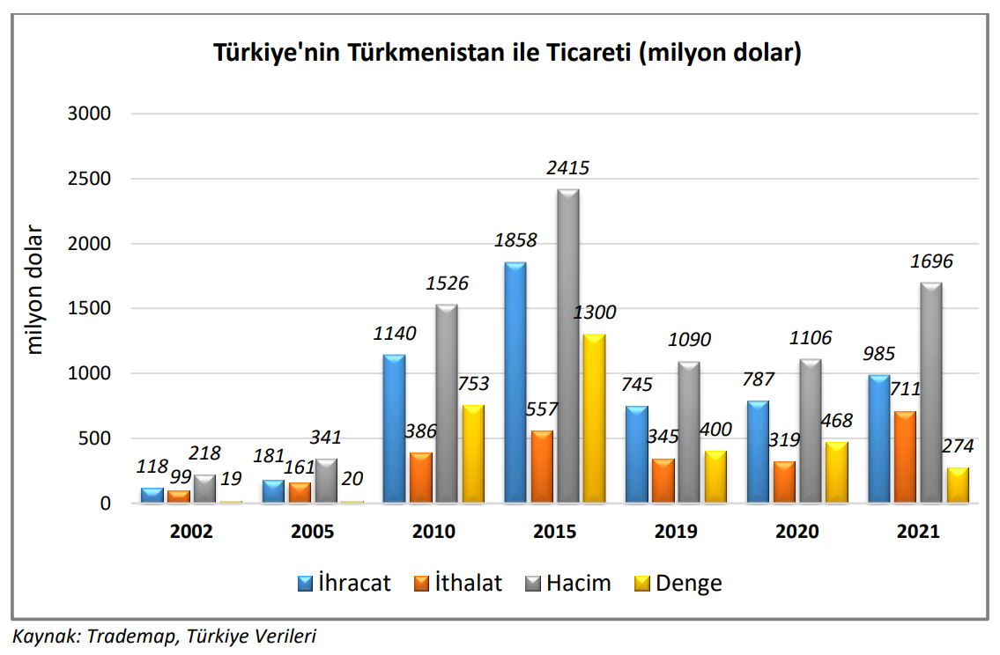 Türkiye'nin Türkmenistan ile Ticareti (milyon dolar)
milyon dolar
3000
2500
2000
1500
1000
500
0
118 99 218 19
181 161 341 20
1140 386 1526 753
1858 557 2415 1300
745 345 1090 400
787 319 1106 468
985 711 1696 274
2002 2005 2010 2015 2019 2020 2021
İhracat İthalat Hacim Denge
Kaynak: Trademap, Türkiye Verileri